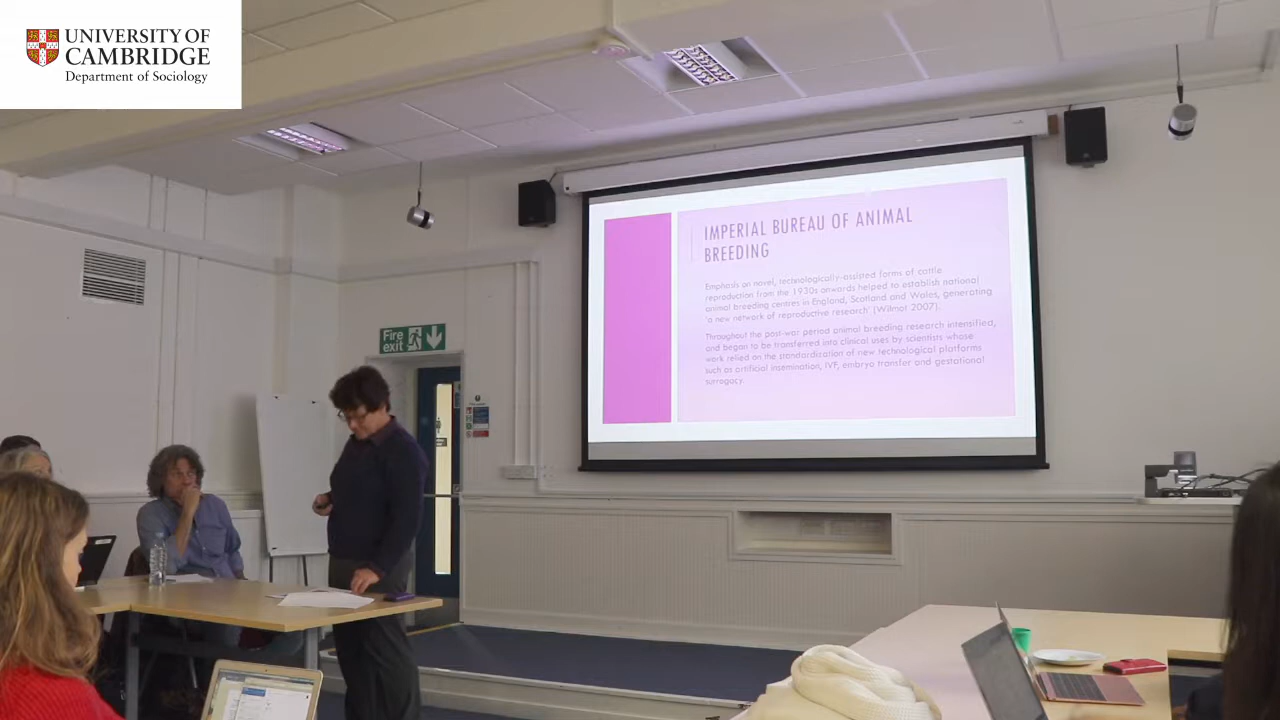 UNIVERSITY OF
CAMBRIDGE
Department of Sociology
IMPERIAL BUREAU OF ANIMAL
BREEDING
Emphasis on novel, technologically-assisted forms of cattle
reproduction from the 1930s onwards helped to establish national
animal breeding centres in England, Scotland and Wales, generating
'a new network of reproductive research' (Wilmot 2007).
Throughout the post-war period animal breeding research intensified,
and began to be transferred into clinical uses by scientists whose
work relied on the standardization of new technological platforms
such as artificial insemination, IVF, embryo transfer and gestational
surrogacy.
Fire
exit